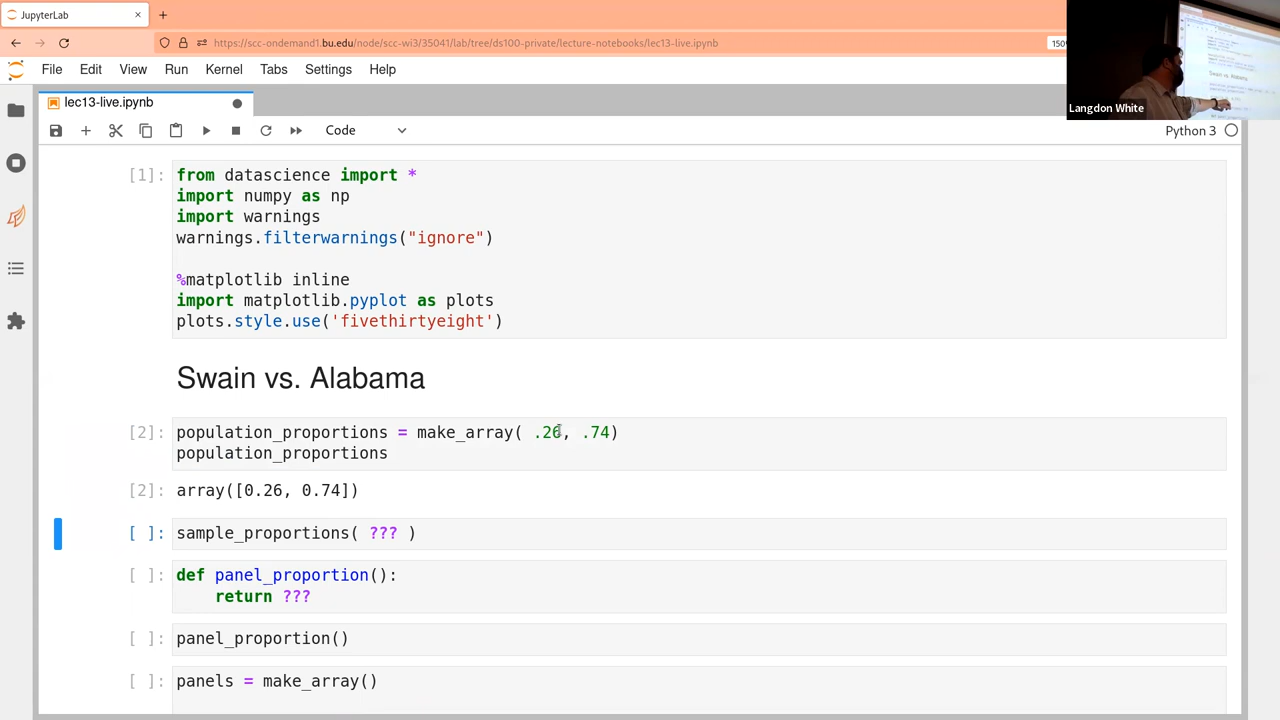 JupyterLab
https://scc-ondemand1.bu.edu/node/scc-wi3/35041/lab/tree/ds100-private/lecture-notebooks/lec13-live.ipynb
File Edit View Run Kernel Tabs Settings Help
lec13-live.ipynb
Code
Python 3
Langdon White
[1]: from datascience import *
import numpy as np
import warnings
warnings.filterwarnings("ignore")
%matplotlib inline
import matplotlib.pyplot as plots
plots.style.use('fivethirtyeight')
Swain vs. Alabama
[2]: population_proportions = make_array( .26, .74)
population_proportions
[2]: array([0.26, 0.74])
[ ]: sample_proportions( ??? )
[ ]: def panel_proportion():
return ???
[ ]: panel_proportion()
[ ]: panels = make_array()